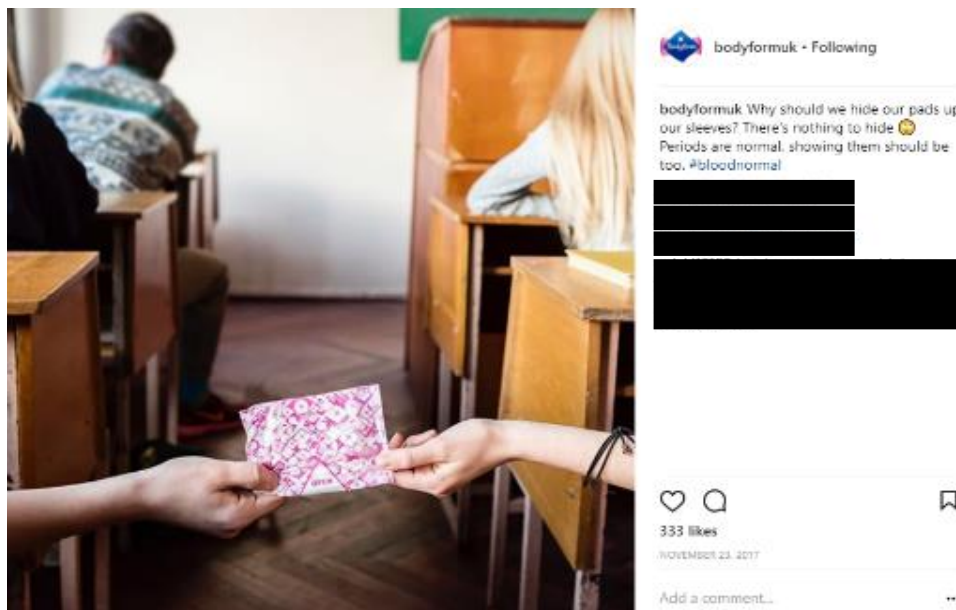 bodyformuk • Following
bodyformuk Why should we hide our pads up
our sleeves? There's nothing to hide 🙄
Periods are normal. showing them should be
too. #bloodnormal
333 likes
NOVEMBER 23, 2017
Add a comment...